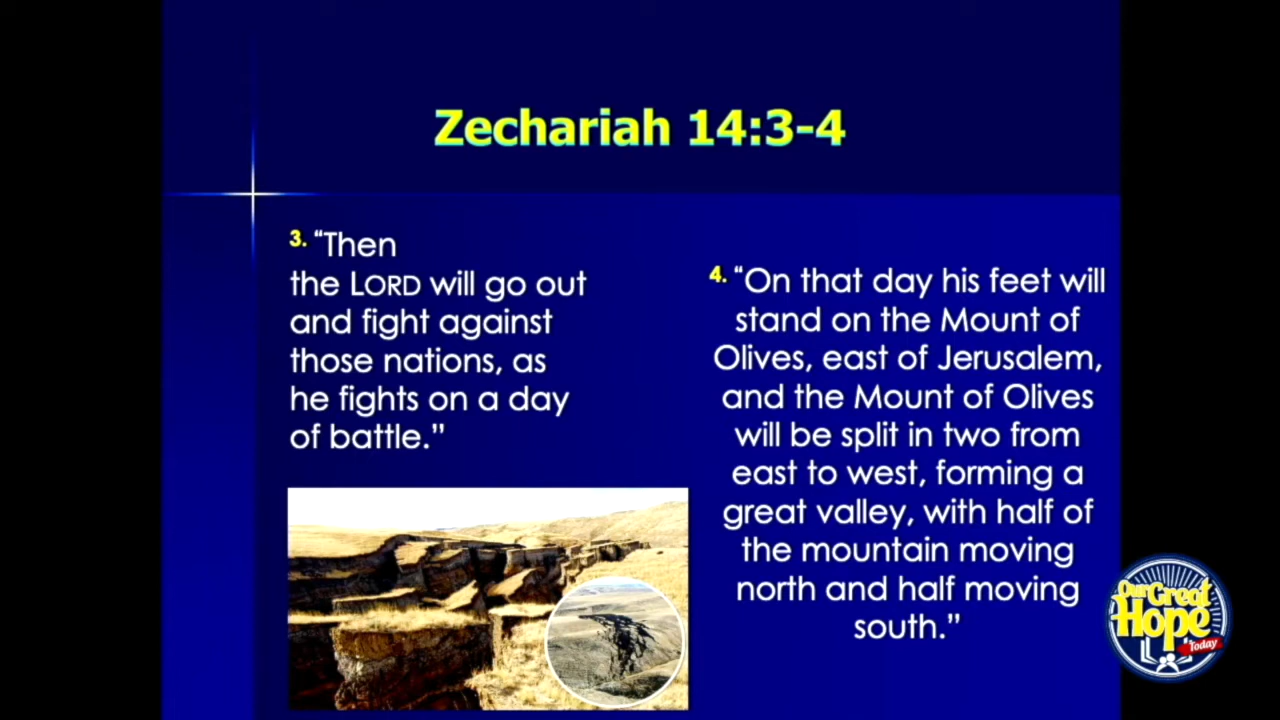 Zechariah 14:3-4
3. “Then
the LORD will go out
and fight against
those nations, as
he fights on a day
of battle.”
4. “On that day his feet will
stand on the Mount of
Olives, east of Jerusalem,
and the Mount of Olives
will be split in two from
east to west, forming a
great valley, with half of
the mountain moving
north and half moving
south.”
Our Great
Hope
Today